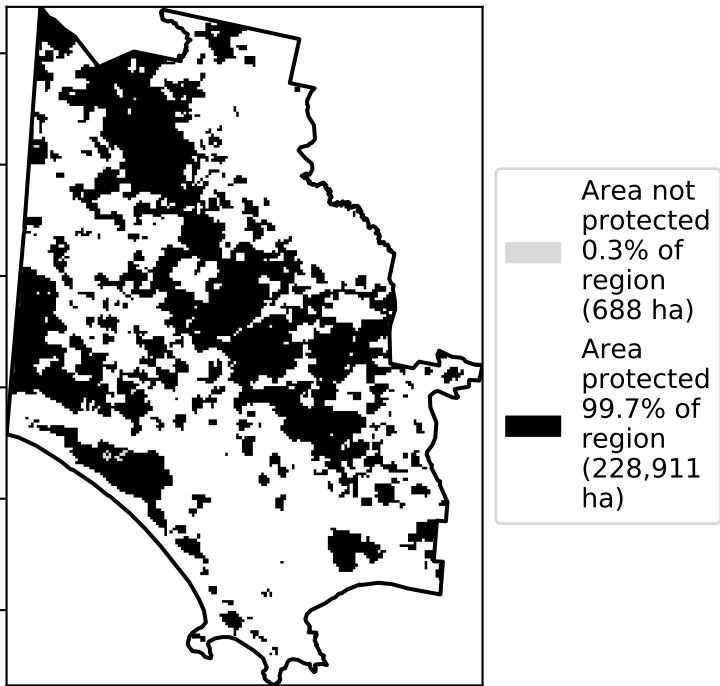 Area not
protected
0.3% of
region
(688 ha)
Area
protected
99.7% of
region
(228,911
ha)